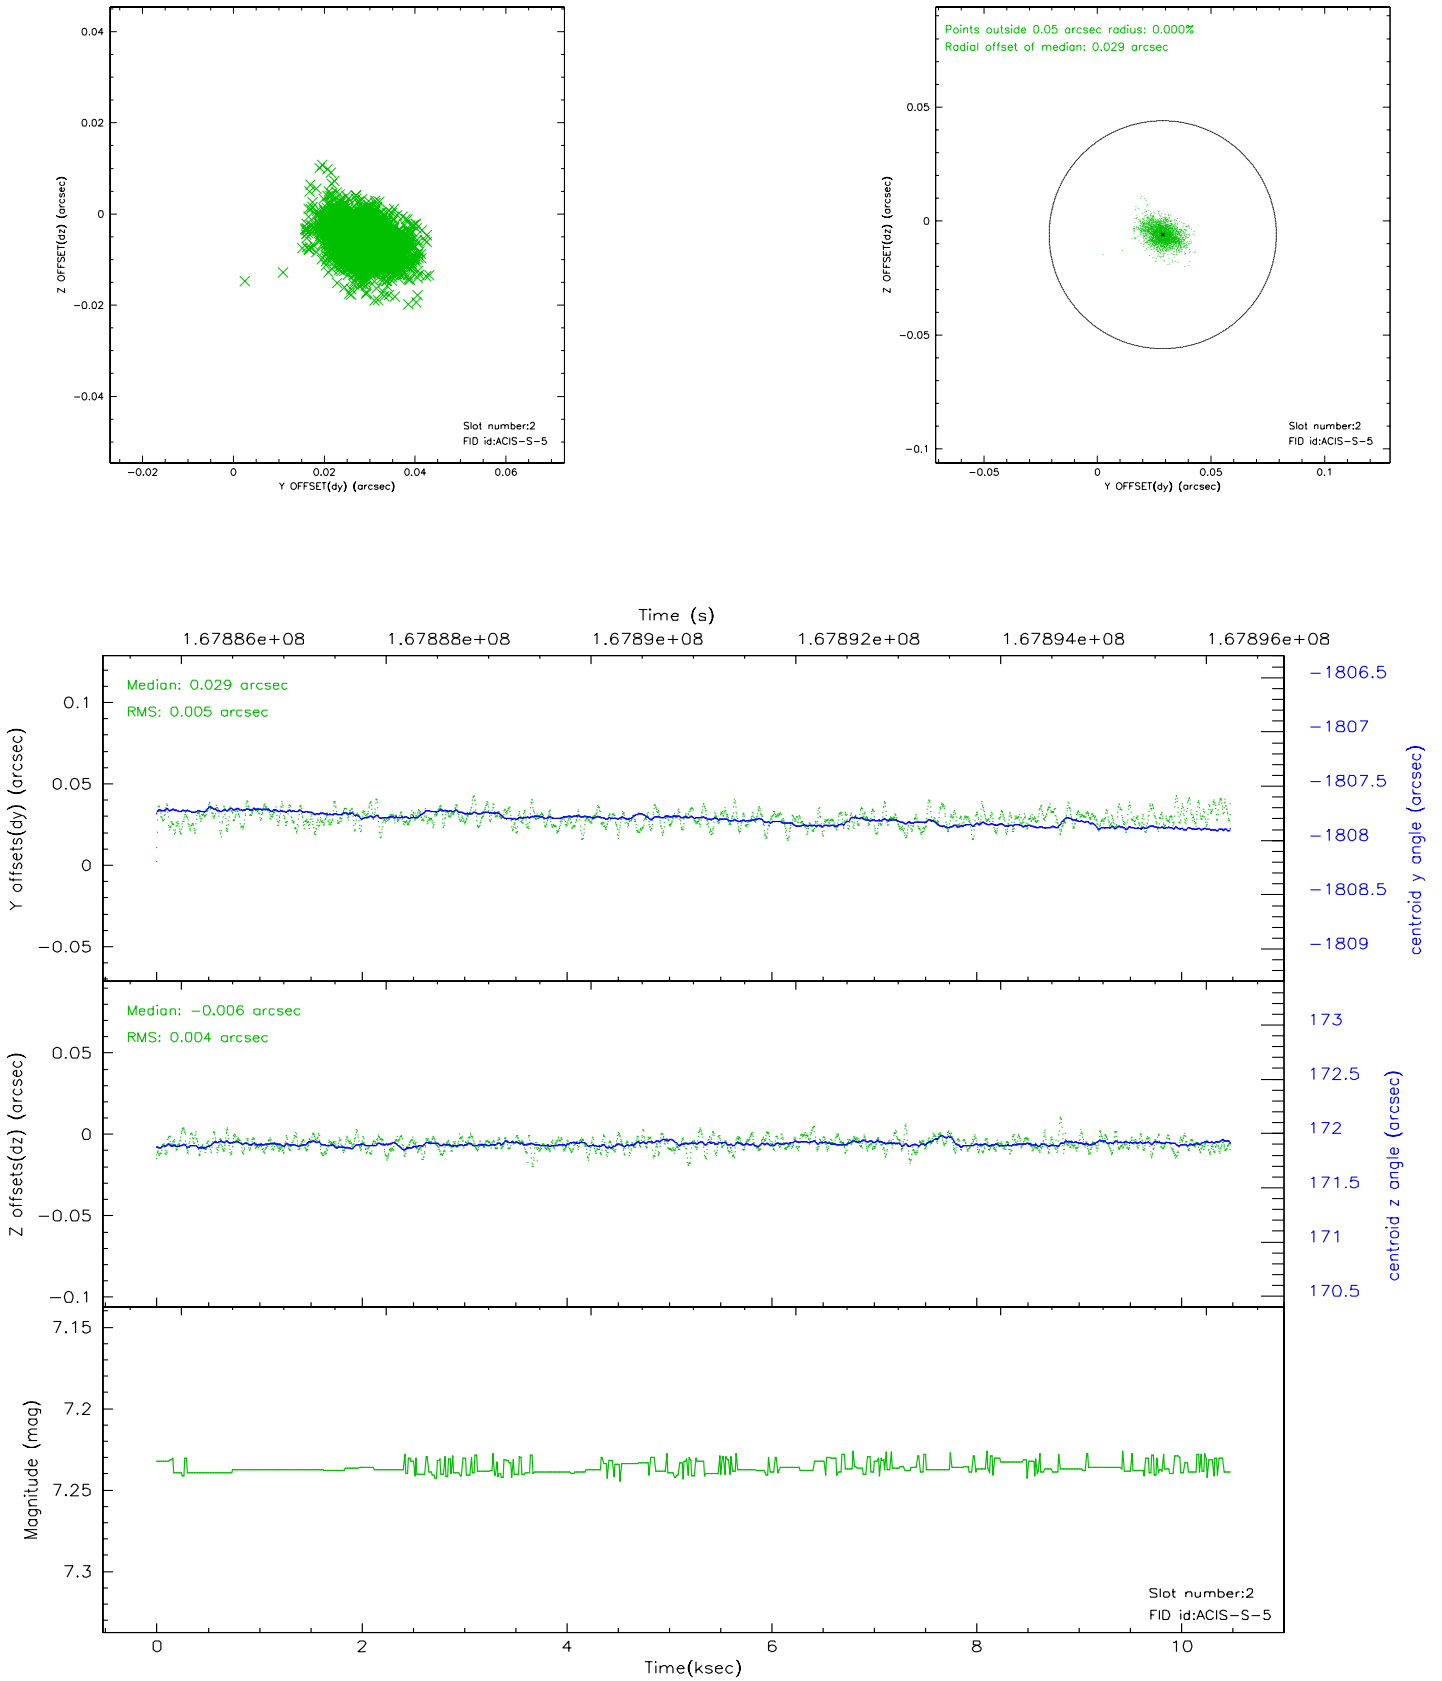 0.04
0.02
0
−0.02
−0.04
Z OFFSET(dz) (arcsec)
Slot number:2
FID id:ACIS−S−5
−0.02 0 0.02 0.04 0.06
Y OFFSET(dy) (arcsec)
Points outside 0.05 arcsec radius: 0.000%
Radial offset of median: 0.029 arcsec
0.05
0
−0.05
−0.1
Z OFFSET(dz) (arcsec)
Slot number:2
FID id:ACIS−S−5
−0.05 0 0.05 0.1
Y OFFSET(dy) (arcsec)
Time (s)
1.67886e+08 1.67888e+08 1.6789e+08 1.67892e+08 1.67894e+08 1.67896e+08
Median: 0.029 arcsec
RMS: 0.005 arcsec
0.1
0.05
0
−0.05
Y offsets(dy) (arcsec)
−1806.5
−1807
−1807.5
−1808
−1808.5
−1809
centroid y angle (arcsec)
Median: −0.006 arcsec
RMS: 0.004 arcsec
0.05
0
−0.05
−0.1
Z offsets(dz) (arcsec)
173
172.5
172
171.5
171
170.5
centroid z angle (arcsec)
7.15
7.2
7.25
7.3
Magnitude (mag)
Slot number:2
FID id:ACIS−S−5
0 2 4 6 8 10
Time(ksec)